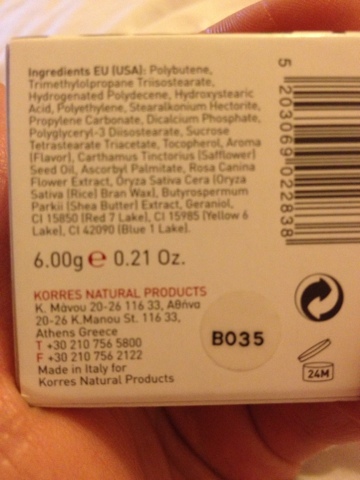 Ingredients EU (USA): Polybutene,
Trimethylolpropane Triisostearate,
Hydrogenated Polydecene, Hydroxystearic
Acid, Polyethylene, Stearalkonium Hectorite,
Propylene Carbonate, Dicalcium Phosphate,
Polyglyceryl-3 Diisostearate, Sucrose
Tetrastearate Triacetate, Tocopherol, Aroma
(Flavor), Carthamus Tinctorius (Safflower)
Seed Oil, Ascorbyl Palmitate, Rosa Canina
Flower Extract, Oryza Sativa Cera (Oryza
Sativa (Rice) Bran Wax), Butyrospermum
Parkii (Shea Butter) Extract, Geraniol,
CI 15850 (Red 7 Lake), CI 15985 (Yellow 6
Lake), CI 42090 (Blue 1 Lake).
6.00g e 0.21 Oz.
KORRES NATURAL PRODUCTS
Κ. Μάνου 20-26 116 33, Αθήνα
20-26 K.Manou St. 116 33,
Athens Greece
T +30 210 756 5800
F +30 210 756 2122
Made in Italy for
Korres Natural Products
B035
5 203069 022838
24M